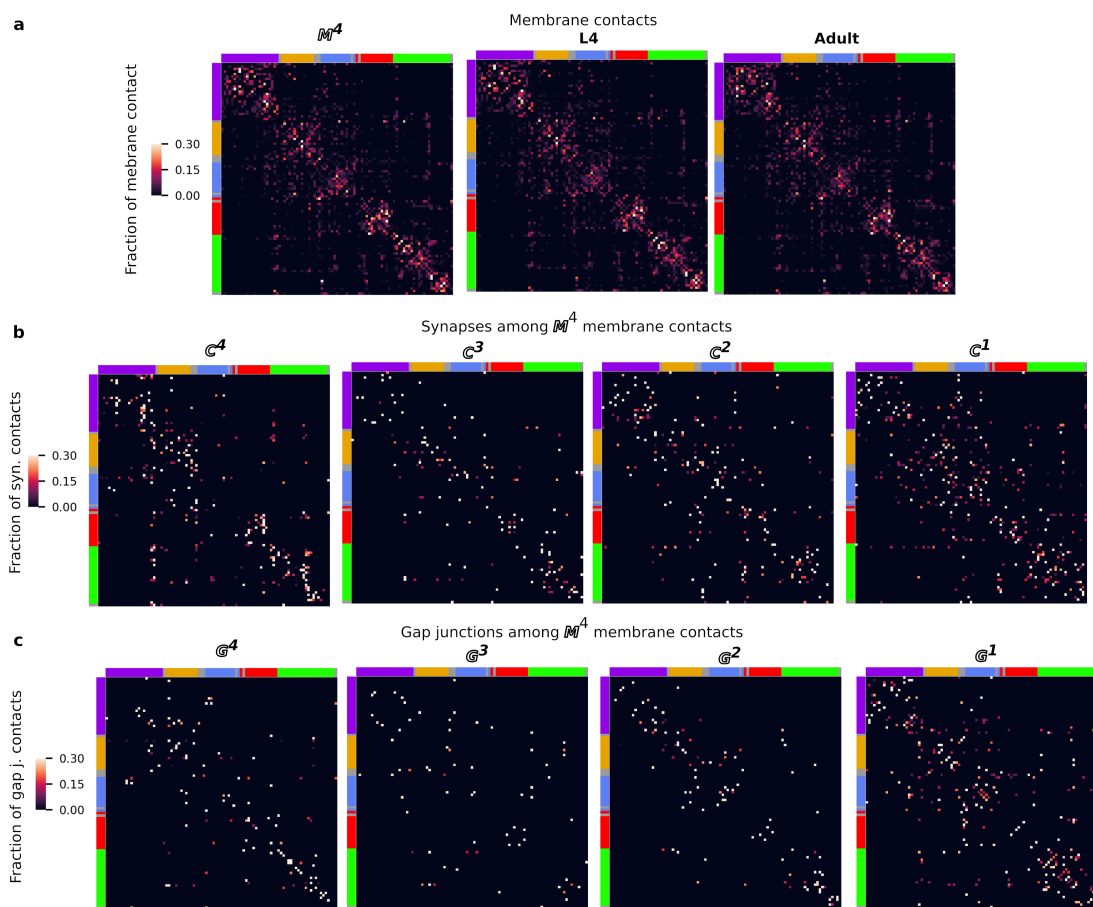 a
Membrane contacts
M⁴
L4
Adult
Fraction of mebrane contact
0.30
0.15
0.00
b
Synapses among M⁴ membrane contacts
C⁴
C³
C²
C¹
Fraction of syn. contacts
0.30
0.15
0.00
c
Gap junctions among M⁴ membrane contacts
G⁴
G³
G²
G¹
Fraction of gap j. contacts
0.30
0.15
0.00